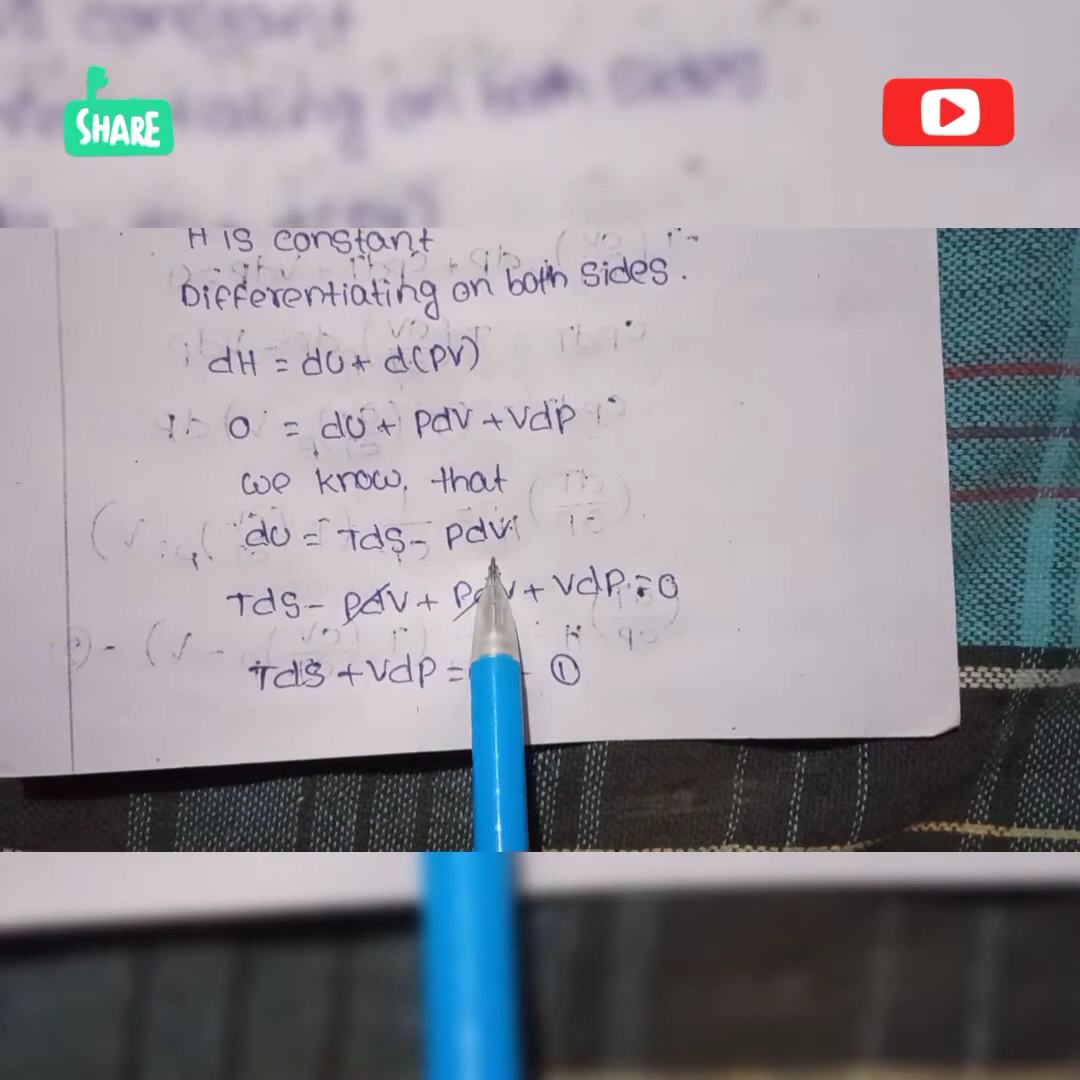 SHARE
H is constant
Differentiating on both sides.
dH = dU + d(PV)
0 = dU + PdV + VdP
we know, that
dU = TdS - PdV
TdS - PdV + PdV + VdP = 0
TdS + VdP = - ①